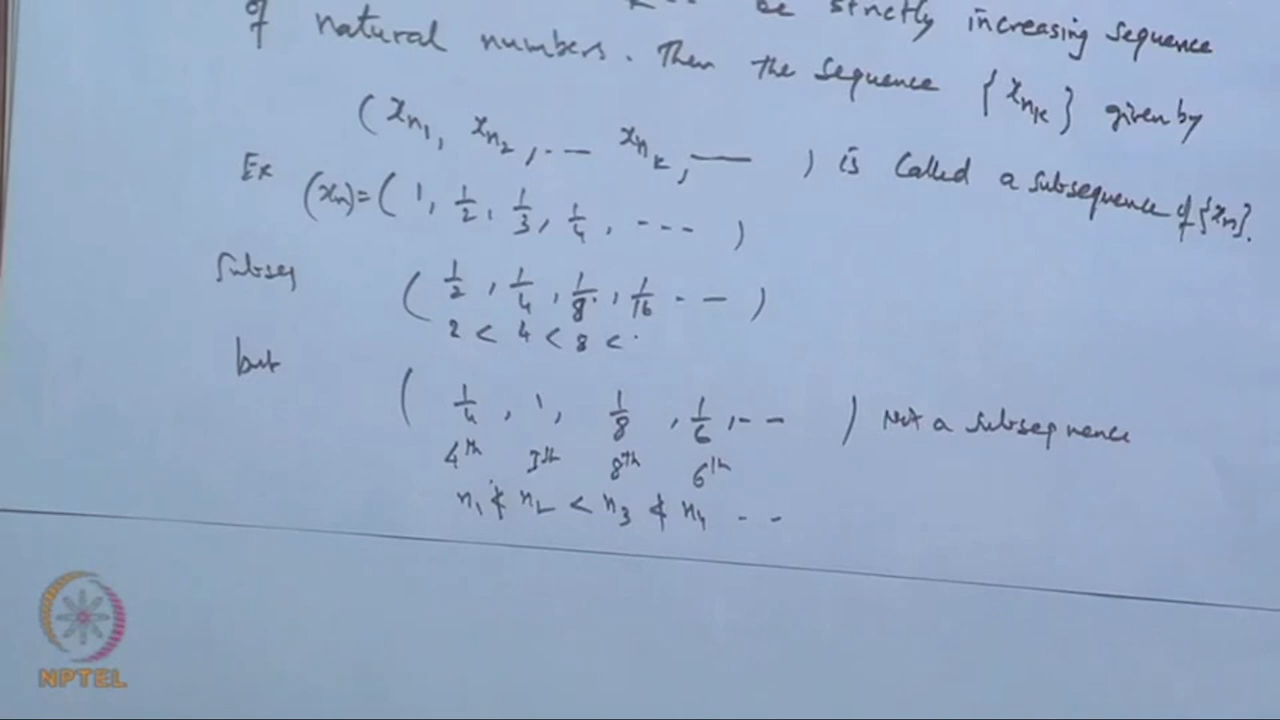 be strictly increasing sequence
of natural numbers. Then the sequence {x_{n_k}} given by
(x_{n_1}, x_{n_2}, ... x_{n_k}, —) is called a subsequence of {x_n}.
Ex (x_n) = (1, 1/2, 1/3, 1/4, ---)
Subseq (1/2, 1/4, 1/8, 1/16 - —)
2 < 4 < 8 < .
but (1/4, 1, 1/8, 1/6, --) Not a subsequence
4th 8th 6th
n_1 ≮ n_2 < n_3 ≮ n_4 - -
NPTEL